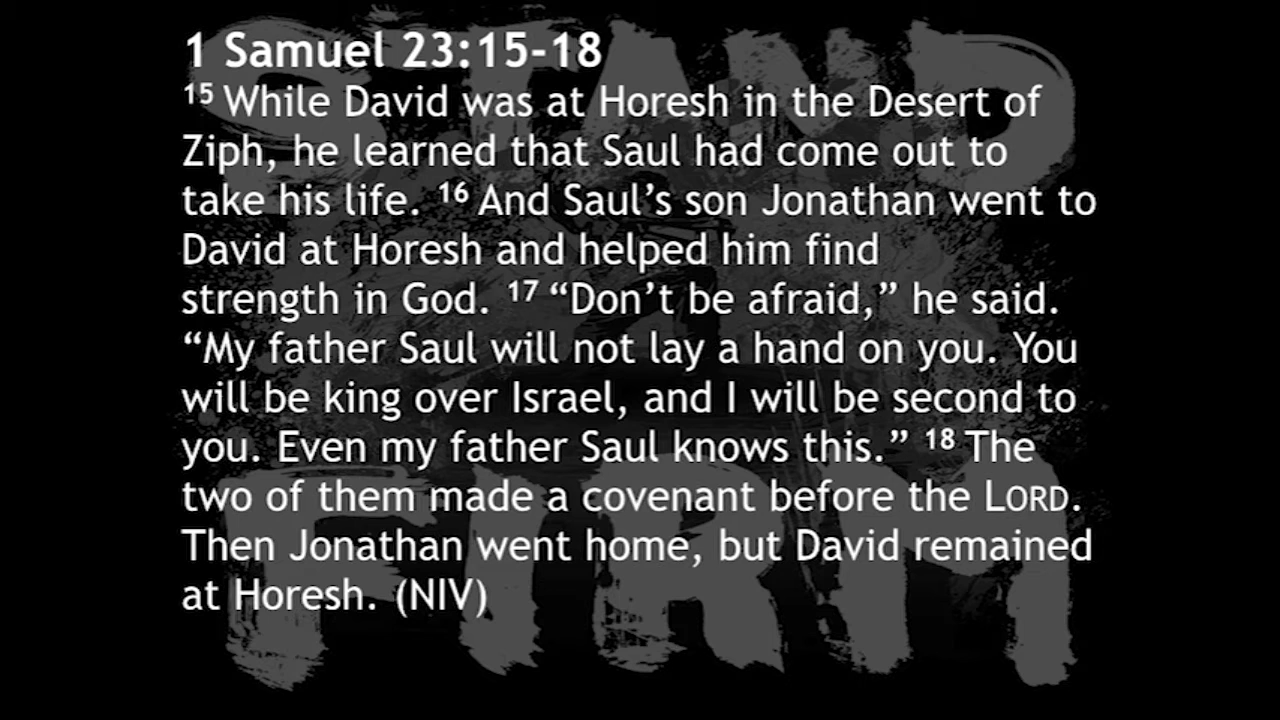 STAND
FIRM
1 Samuel 23:15-18
15 While David was at Horesh in the Desert of
Ziph, he learned that Saul had come out to
take his life. 16 And Saul’s son Jonathan went to
David at Horesh and helped him find
strength in God. 17 “Don’t be afraid,” he said.
“My father Saul will not lay a hand on you. You
will be king over Israel, and I will be second to
you. Even my father Saul knows this.” 18 The
two of them made a covenant before the LORD.
Then Jonathan went home, but David remained
at Horesh. (NIV)